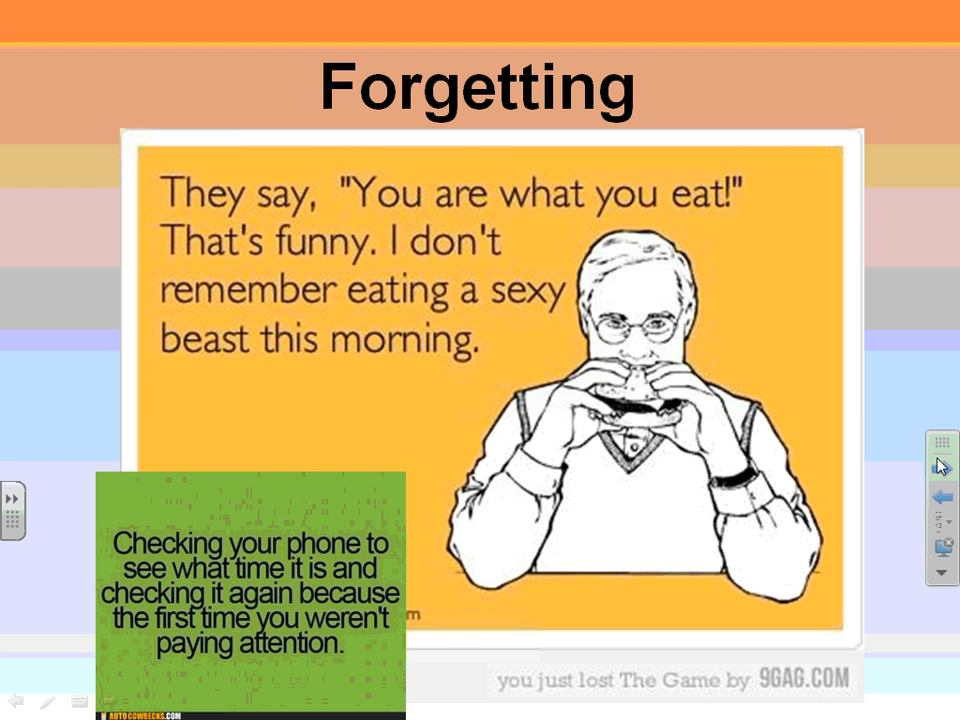 Forgetting
They say, "You are what you eat!"
That's funny. I don't
remember eating a sexy
beast this morning.
Checking your phone to
see what time it is and
checking it again because
the first time you weren't
paying attention.
you just lost The Game by 9GAG.COM
AUTOCOWRECKS.COM